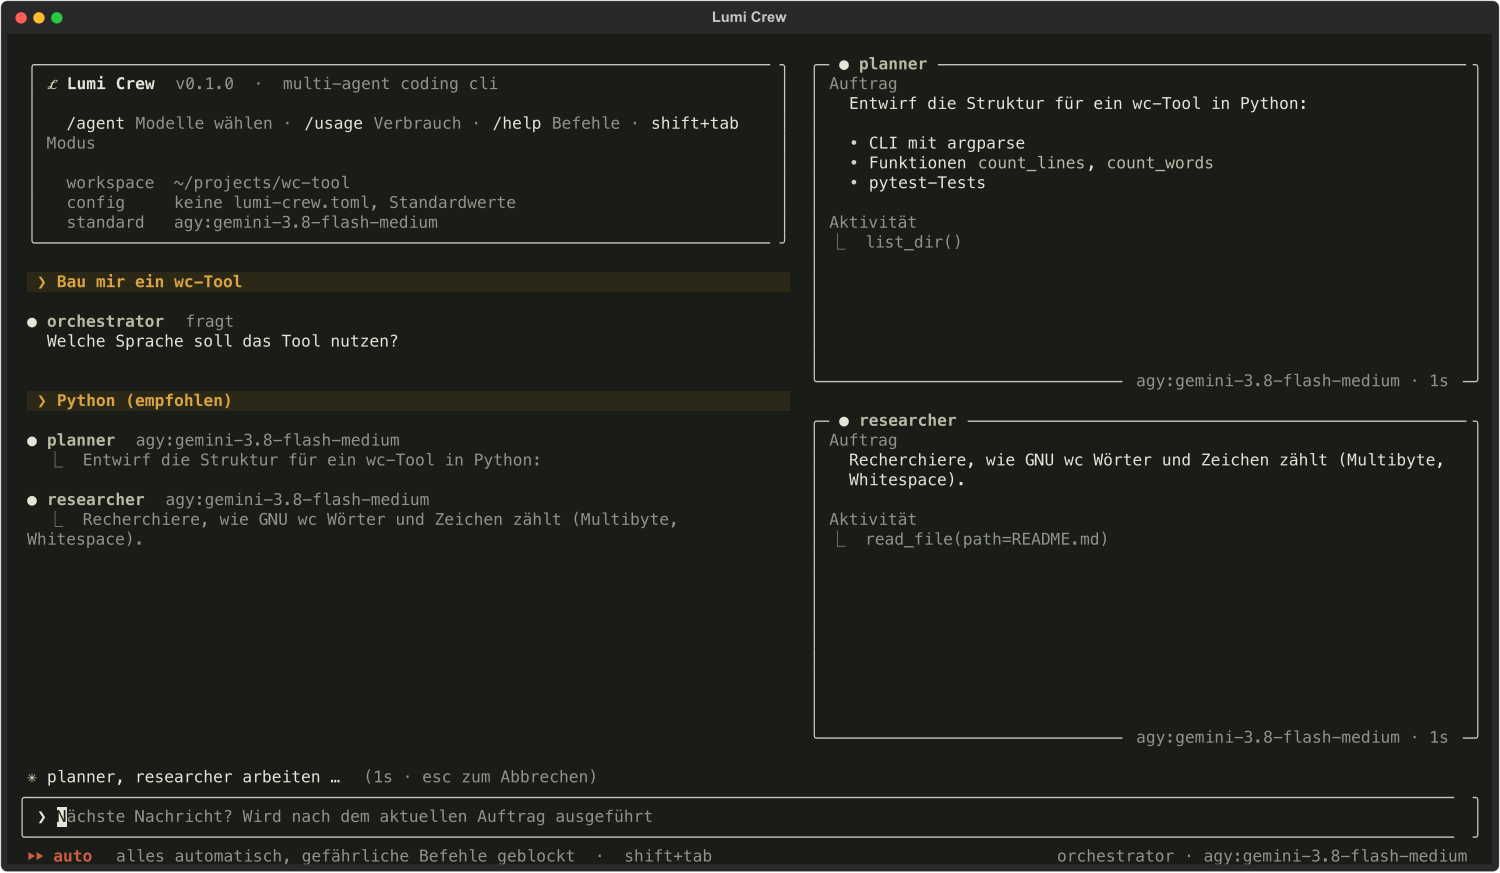 Lumi Crew
ℒ Lumi Crew v0.1.0 · multi-agent coding cli
/agent Modelle wählen · /usage Verbrauch · /help Befehle · shift+tab
Modus
workspace ~/projects/wc-tool
config keine lumi-crew.toml, Standardwerte
standard agy:gemini-3.8-flash-medium
❯ Bau mir ein wc-Tool
● orchestrator fragt
Welche Sprache soll das Tool nutzen?
❯ Python (empfohlen)
● planner agy:gemini-3.8-flash-medium
⎿ Entwirf die Struktur für ein wc-Tool in Python:
● researcher agy:gemini-3.8-flash-medium
⎿ Recherchiere, wie GNU wc Wörter und Zeichen zählt (Multibyte,
Whitespace).
● planner
Auftrag
Entwirf die Struktur für ein wc-Tool in Python:
• CLI mit argparse
• Funktionen count_lines, count_words
• pytest-Tests
Aktivität
⎿ list_dir()
agy:gemini-3.8-flash-medium · 1s
● researcher
Auftrag
Recherchiere, wie GNU wc Wörter und Zeichen zählt (Multibyte,
Whitespace).
Aktivität
⎿ read_file(path=README.md)
agy:gemini-3.8-flash-medium · 1s
✳ planner, researcher arbeiten … (1s · esc zum Abbrechen)
❯ Nächste Nachricht? Wird nach dem aktuellen Auftrag ausgeführt
▸▸ auto alles automatisch, gefährliche Befehle geblockt · shift+tab
orchestrator · agy:gemini-3.8-flash-medium